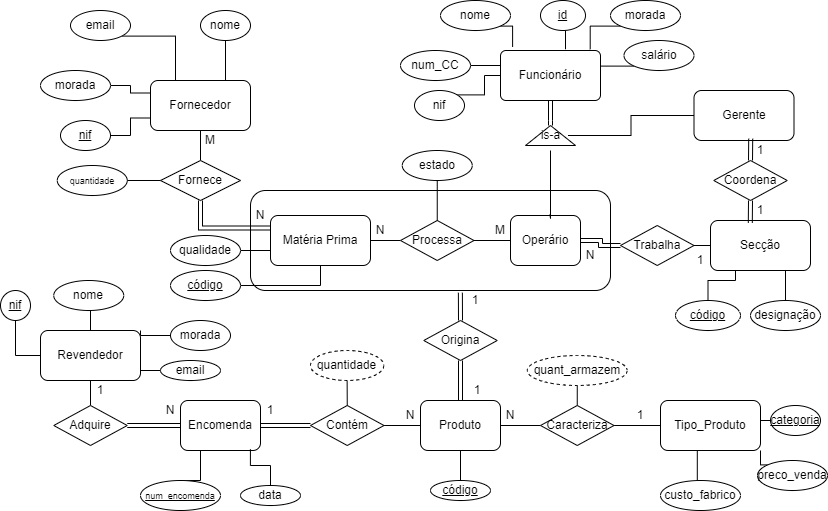 email
nome
nome
id
morada
morada
Fornecedor
num_CC
Funcionário
salário
nif
nif
Gerente
M
Is-a
1
quantidade
Fornece
estado
Coordena
N
1
qualidade
Matéria Prima
N
Processa
M
Operário
N
Trabalha
1
Secção
código
código
designação
nif
nome
1
morada
Revendedor
Origina
email
quantidade
quant_armazem
1
1
Adquire
N
Encomenda
1
Contém
N
Produto
N
Caracteriza
1
Tipo_Produto
categoria
num_encomenda
data
código
custo_fabrico
preco_venda